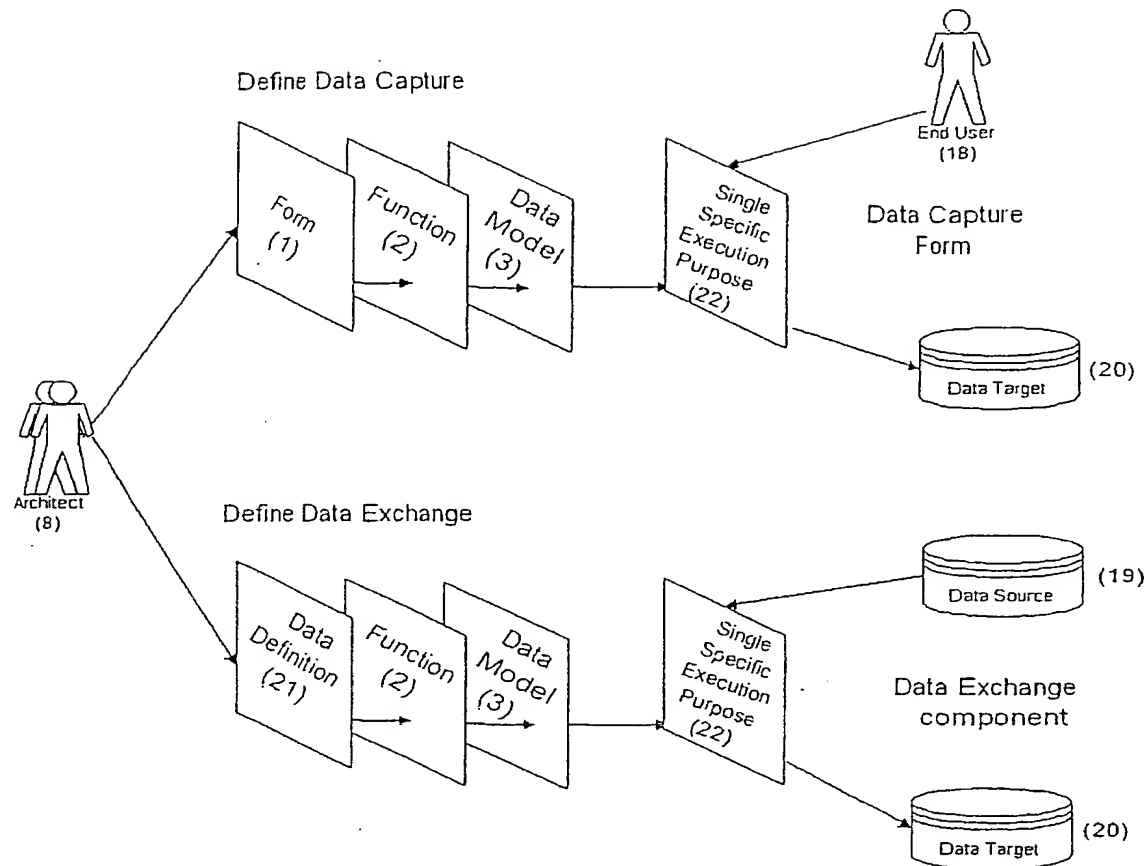 Define Data Capture
End User
(18)
Form
(1)
Function
(2)
Data
Model
(3)
Single
Specific
Execution
Purpose
(22)
Data Capture
Form
Data Target
(20)
Architect
(8)
Define Data Exchange
Data
Definition
(21)
Function
(2)
Data
Model
(3)
Single
Specific
Execution
Purpose
(22)
Data Source
(19)
Data Exchange
component
Data Target
(20)